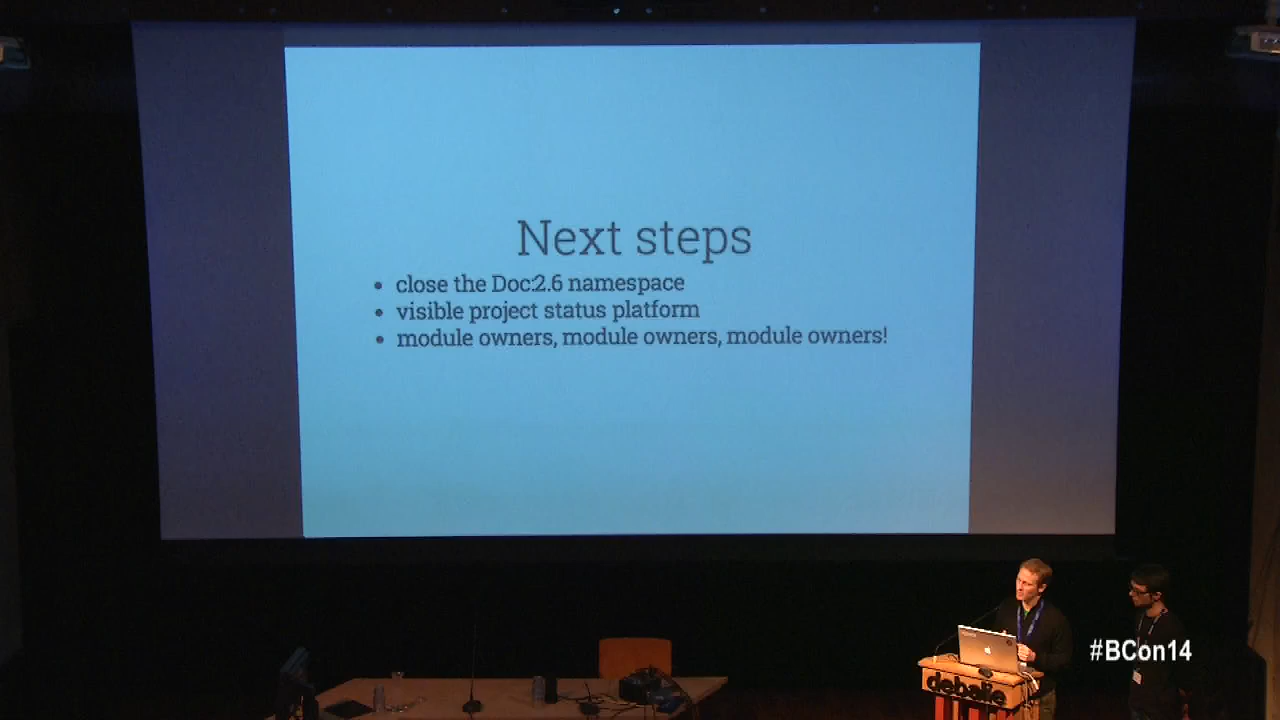 Next steps
• close the Doc:2.6 namespace
• visible project status platform
• module owners, module owners, module owners!
#BCon14
debalie